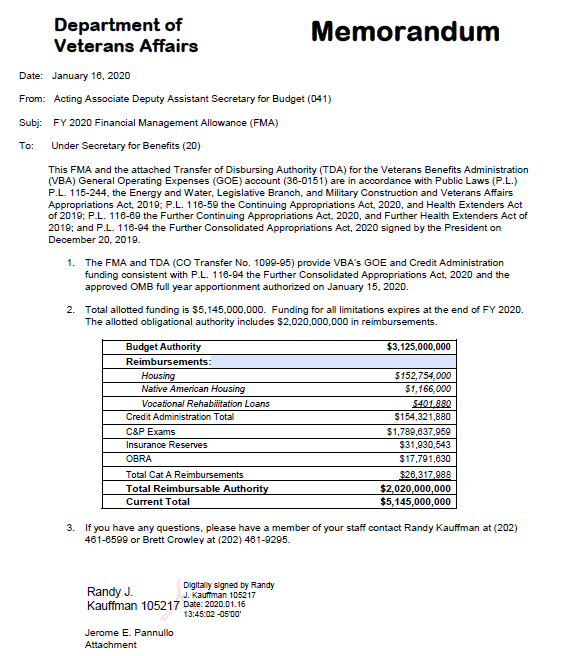 Department of
Veterans Affairs
Memorandum
Date: January 16, 2020
From: Acting Associate Deputy Assistant Secretary for Budget (041)
Subj: FY 2020 Financial Management Allowance (FMA)
To: Under Secretary for Benefits (20)
This FMA and the attached Transfer of Disbursing Authority (TDA) for the Veterans Benefits Administration
(VBA) General Operating Expenses (GOE) account (36-0151) are in accordance with Public Laws (P.L.)
P.L. 115-244, the Energy and Water, Legislative Branch, and Military Construction and Veterans Affairs
Appropriations Act, 2019; P.L. 116-59 the Continuing Appropriations Act, 2020, and Health Extenders Act
of 2019; P.L. 116-69 the Further Continuing Appropriations Act, 2020, and Further Health Extenders Act of
2019; and P.L. 116-94 the Further Consolidated Appropriations Act, 2020 signed by the President on
December 20, 2019.
1. The FMA and TDA (CO Transfer No. 1099-95) provide VBA's GOE and Credit Administration
funding consistent with P.L. 116-94 the Further Consolidated Appropriations Act, 2020 and the
approved OMB full year apportionment authorized on January 15, 2020.
2. Total allotted funding is $5,145,000,000. Funding for all limitations expires at the end of FY 2020.
The allotted obligational authority includes $2,020,000,000 in reimbursements.
Budget Authority $3,125,000,000
Reimbursements:
Housing $152,754,000
Native American Housing $1,166,000
Vocational Rehabilitation Loans $401,880
Credit Administration Total $154,321,880
C&P Exams $1,789,637,959
Insurance Reserves $31,930,543
OBRA $17,791,630
Total Cat A Reimbursements $26,317,988
Total Reimbursable Authority $2,020,000,000
Current Total $5,145,000,000
3. If you have any questions, please have a member of your staff contact Randy Kauffman at (202)
461-6599 or Brett Crowley at (202) 461-9295.
Randy J.
Kauffman 105217
Digitally signed by Randy
J. Kauffman 105217
Date: 2020.01.16
13:45:02 -05'00'
Jerome E. Pannullo
Attachment